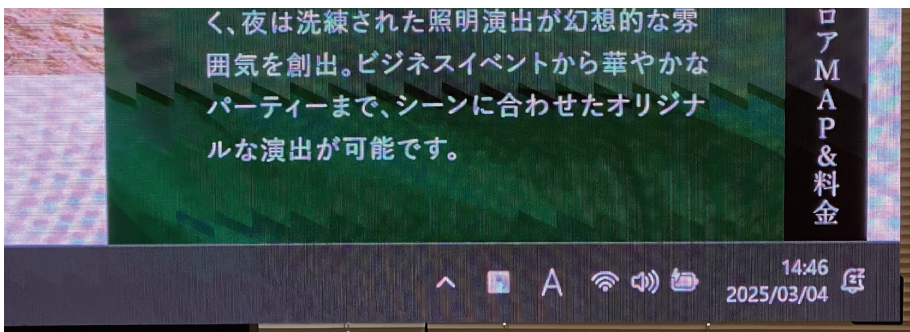 く、夜は洗練された照明演出が幻想的な雰
囲気を創出。ビジネスイベントから華やかな
パーティーまで、シーンに合わせたオリジナ
ルな演出が可能です。
ロアMAP&料金
A
14:46
2025/03/04